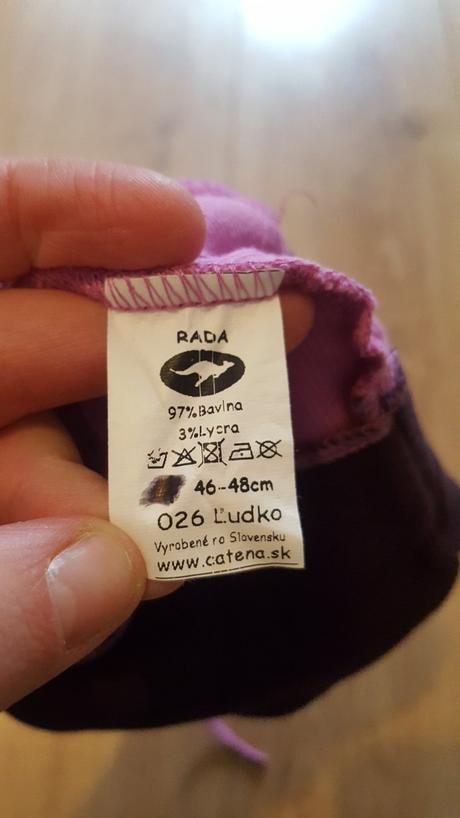 RADA
97%Bavlna
3%Lycra
46-48cm
026 Ľudko
Vyrobené na Slovensku
www.catena.sk